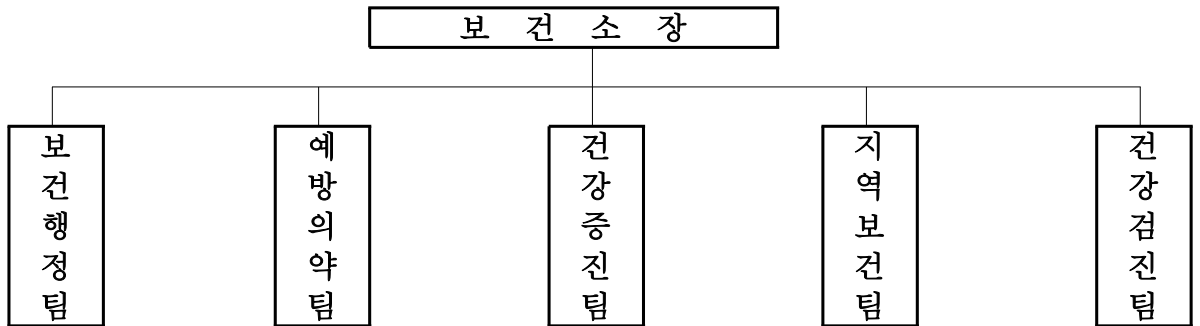 보 건 소 장
보건행정팀
예방의약팀
건강증진팀
지역보건팀
건강검진팀